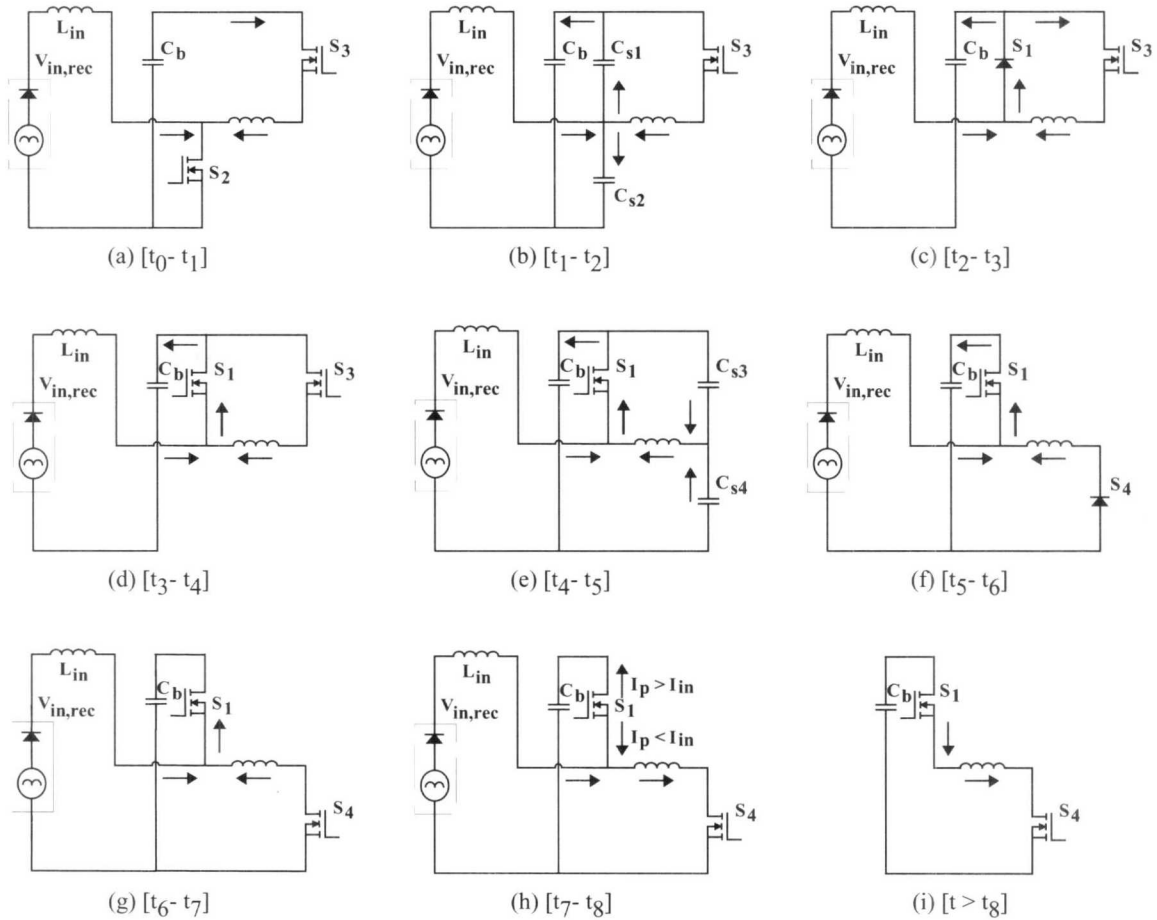 L_in
C_b
S_3
V_in,rec
S_2
(a) [t_0- t_1]
L_in
C_b
C_s1
S_3
V_in,rec
C_s2
(b) [t_1- t_2]
L_in
C_b
S_1
S_3
V_in,rec
(c) [t_2- t_3]
L_in
C_b
S_1
S_3
V_in,rec
(d) [t_3- t_4]
L_in
C_b
S_1
C_s3
V_in,rec
C_s4
(e) [t_4- t_5]
L_in
C_b
S_1
V_in,rec
S_4
(f) [t_5- t_6]
L_in
C_b
S_1
V_in,rec
S_4
(g) [t_6- t_7]
L_in
C_b
I_p > I_in
S_1
V_in,rec
I_p < I_in
S_4
(h) [t_7- t_8]
C_b
S_1
S_4
(i) [t > t_8]